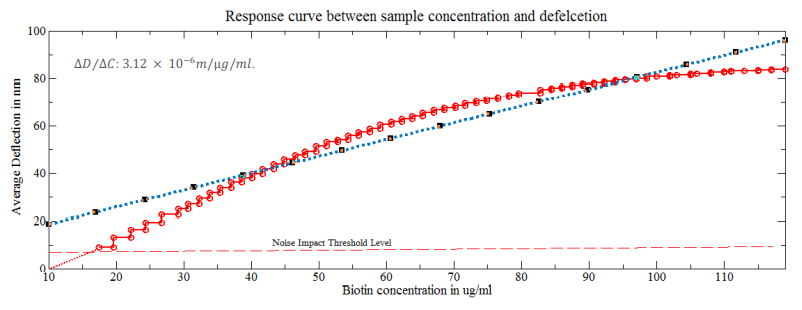 Response curve between sample concentration and defelcetion
100
ΔD/ΔC: 3.12 × 10⁻⁶m/µg/ml.
80
60
40
20
0
Average Deflection in nm
Noise Impact Threshold Level
10 20 30 40 50 60 70 80 90 100 110
Biotin concentration in ug/ml